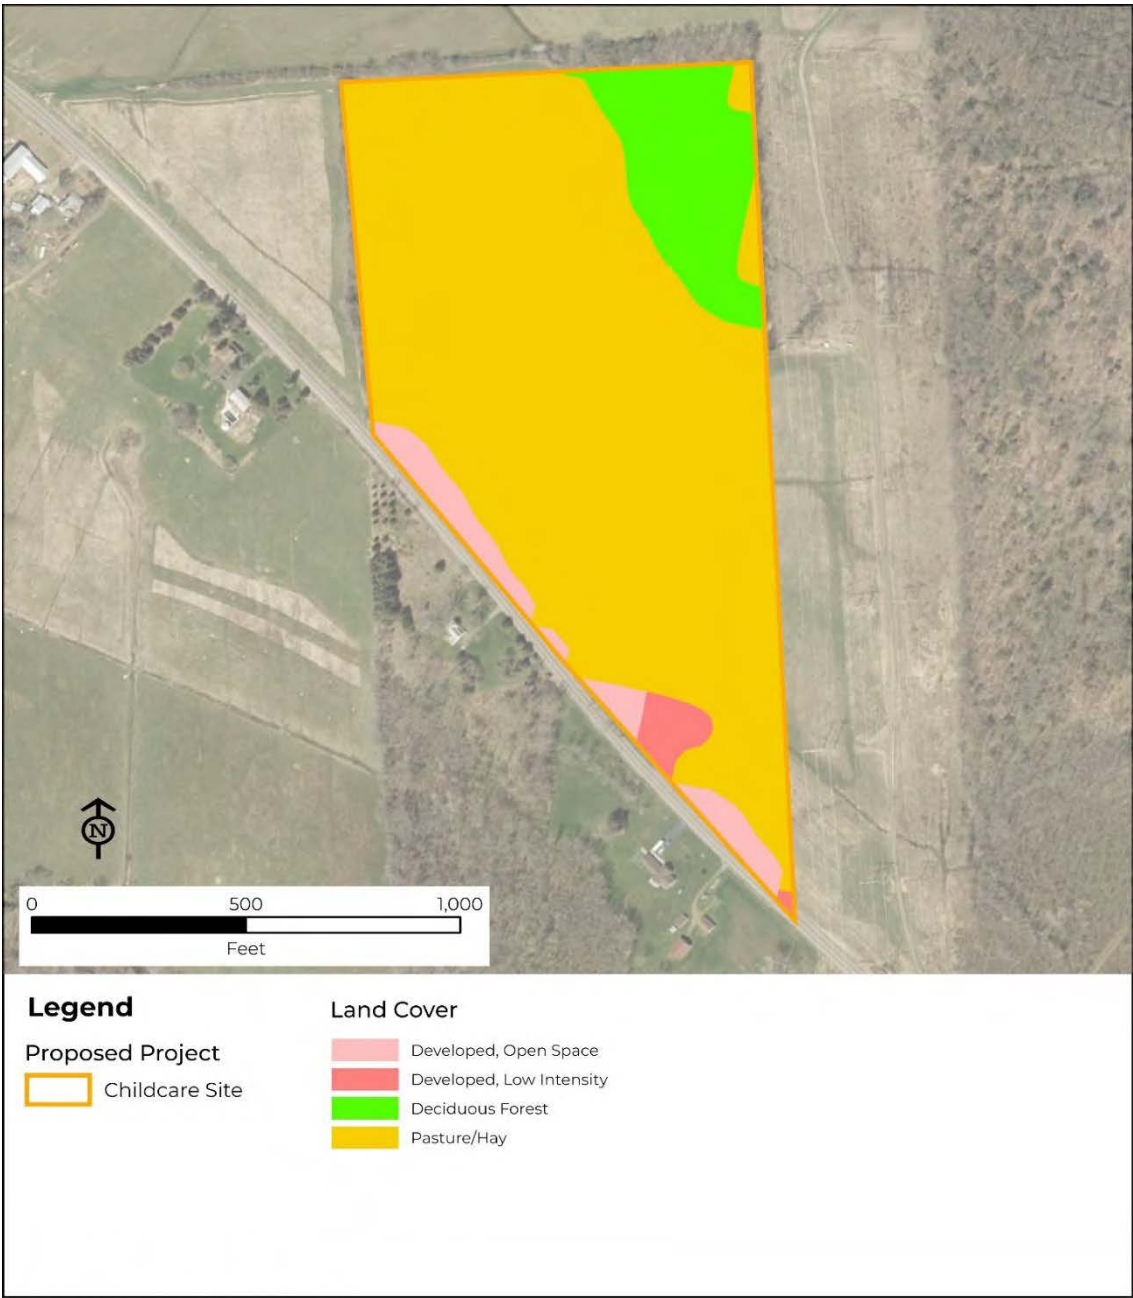 N
0 500 1,000
Feet
Legend
Proposed Project
Childcare Site
Land Cover
Developed, Open Space
Developed, Low Intensity
Deciduous Forest
Pasture/Hay